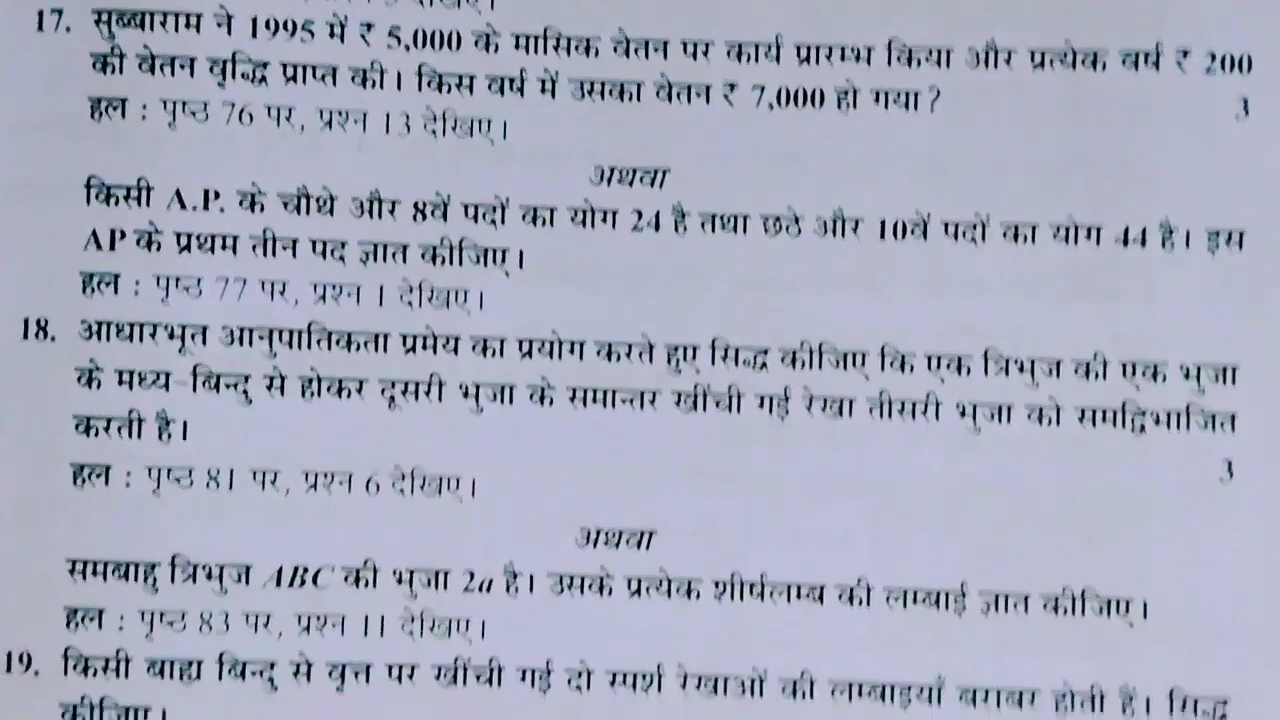 17. सुब्बाराम ने 1995 में ₹ 5,000 के मासिक वेतन पर कार्य प्रारम्भ किया और प्रत्येक वर्ष ₹ 200
की वेतन वृद्धि प्राप्त की। किस वर्ष में उसका वेतन ₹ 7,000 हो गया?
3
हल : पृष्ठ 76 पर, प्रश्न 13 देखिए।
अथवा
किसी A.P. के चौथे और 8वें पदों का योग 24 है तथा छठे और 10वें पदों का योग 44 है। इस
AP के प्रथम तीन पद ज्ञात कीजिए।
हल : पृष्ठ 77 पर, प्रश्न 1 देखिए।
18. आधारभूत आनुपातिकता प्रमेय का प्रयोग करते हुए सिद्ध कीजिए कि एक त्रिभुज की एक भुजा
के मध्य-बिन्दु से होकर दूसरी भुजा के समान्तर खींची गई रेखा तीसरी भुजा को समद्विभाजित
करती है।
3
हल : पृष्ठ 81 पर, प्रश्न 6 देखिए।
अथवा
समबाहु त्रिभुज ABC की भुजा 2a है। उसके प्रत्येक शीर्षलम्ब की लम्बाई ज्ञात कीजिए।
हल : पृष्ठ 83 पर, प्रश्न 11 देखिए।
19. किसी बाह्य बिन्दु से वृत्त पर खींची गई दो स्पर्श रेखाओं की लम्बाइयाँ बराबर होती हैं। सिद्ध
कीजिए।